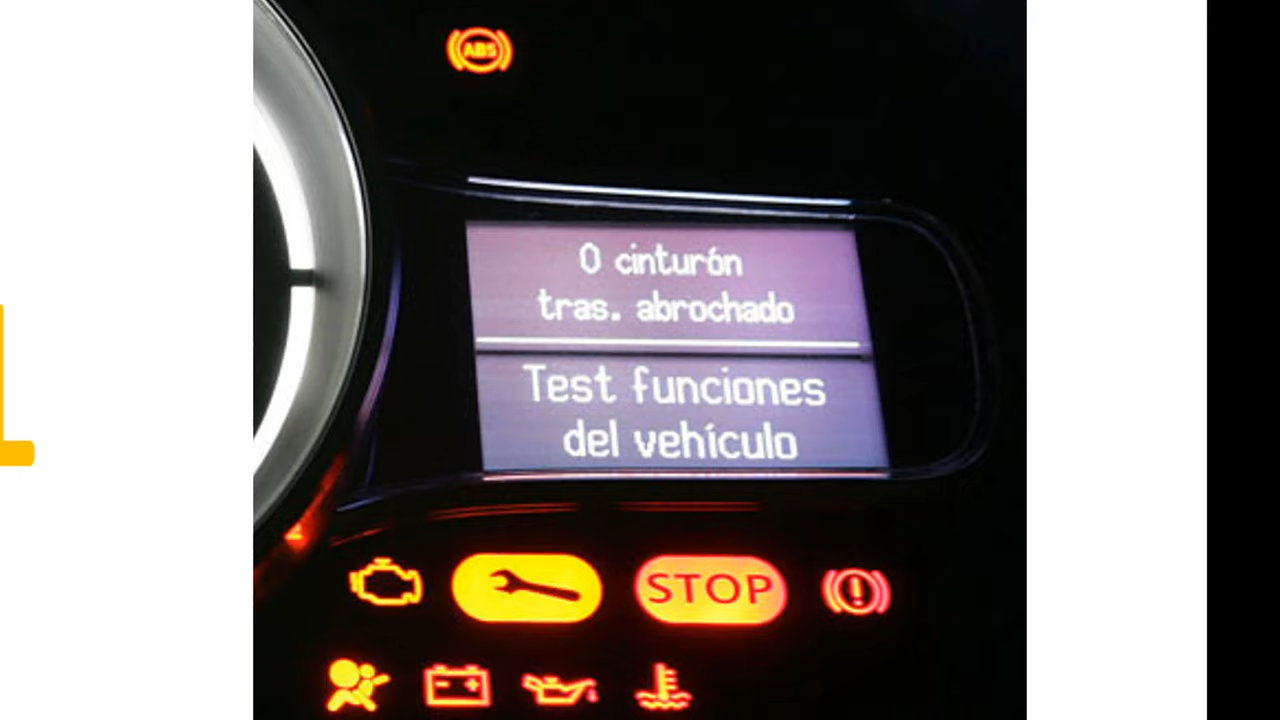 ABS
0 cinturón
tras. abrochado
Test funciones
del vehículo
STOP